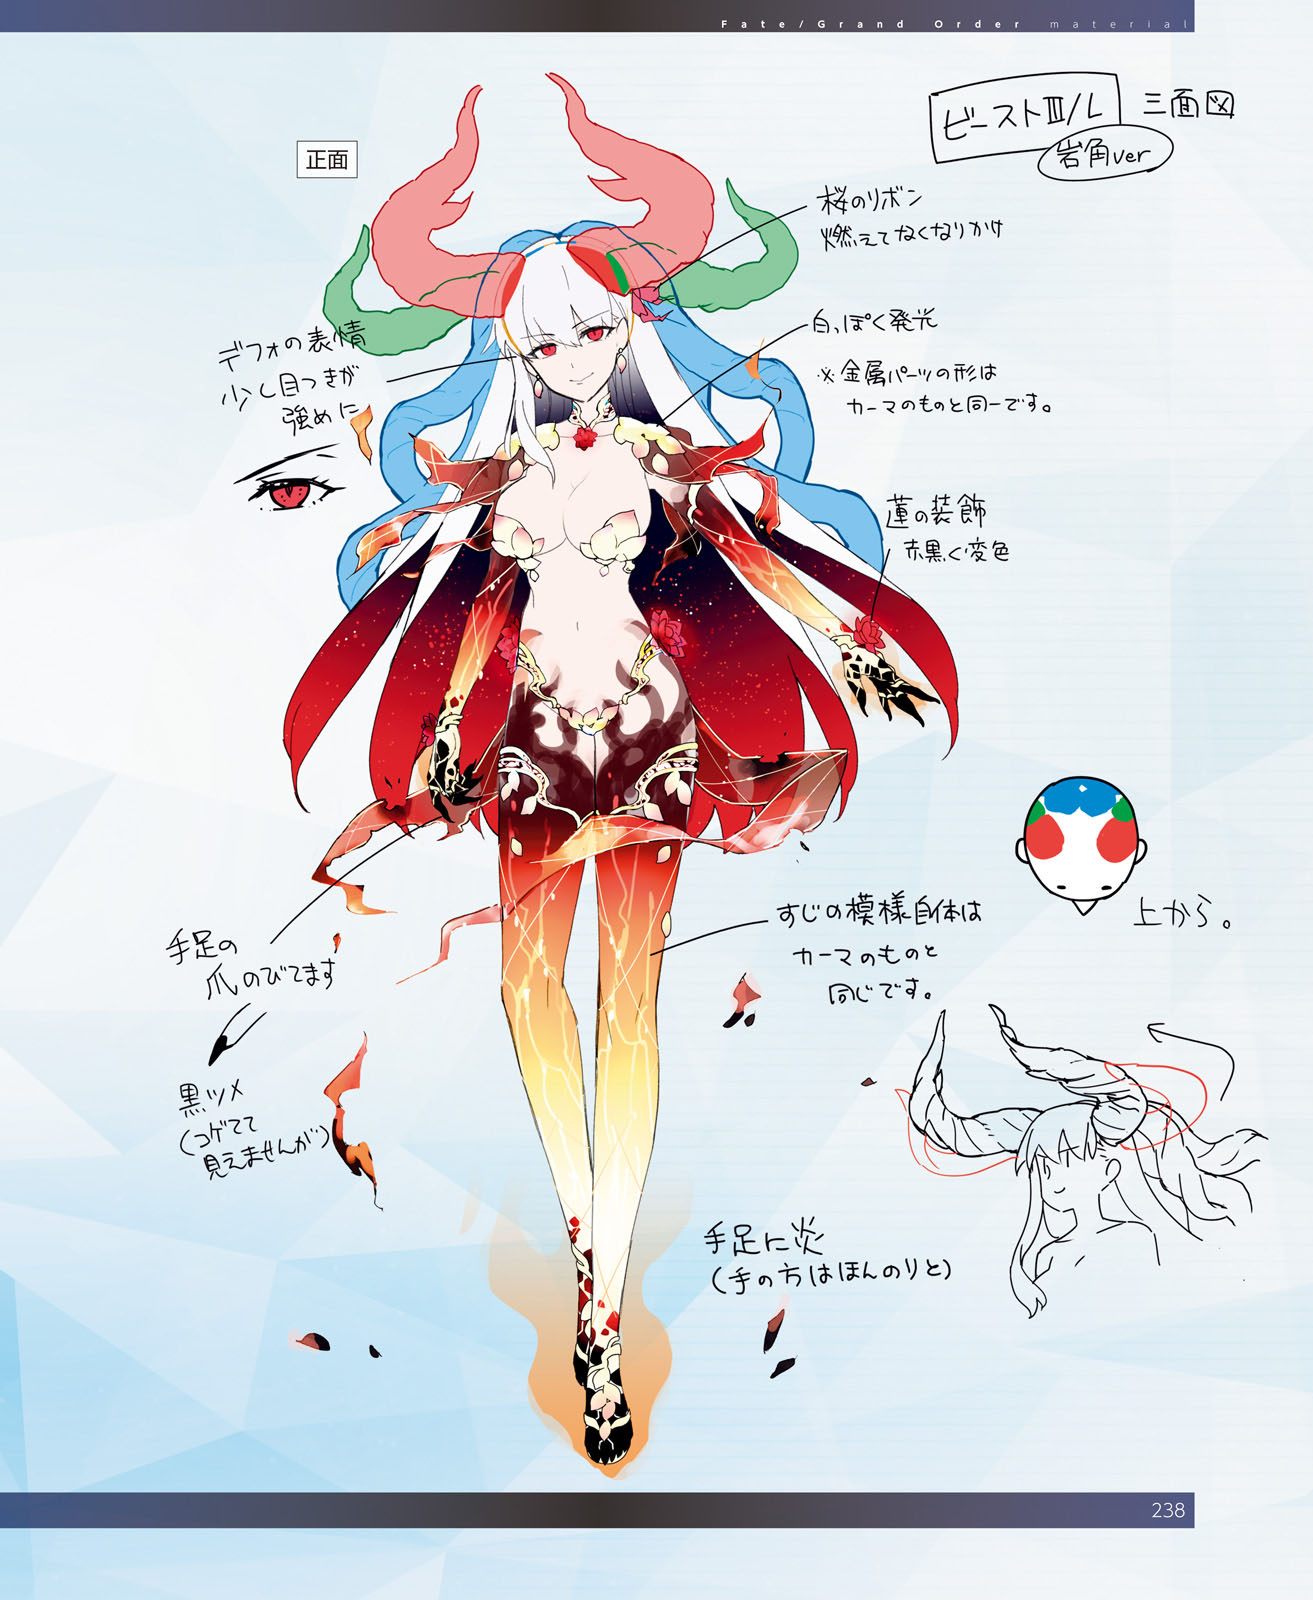 Fate/Grand Order material
ビーストⅢ/L 三面図
岩角ver
正面
桜のリボン
燃えてなくなりかけ
白っぽく発光
※金属パーツの形は
カーマのものと同一です。
デフォの表情
少し目つきが
強めに
蓮の装飾
赤黒く変色
上から。
すじの模様自体は
カーマのものと
同じです。
手足の
爪のびてます
黒ツメ
(コゲてて
見えませんが)
手足に炎
(手の方はほんのりと)
238